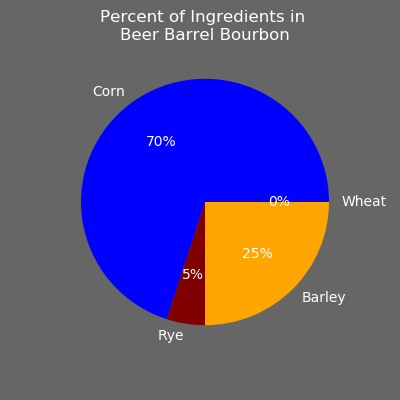 Percent of Ingredients in
Beer Barrel Bourbon
Corn
70%
0%
Wheat
25%
5%
Barley
Rye